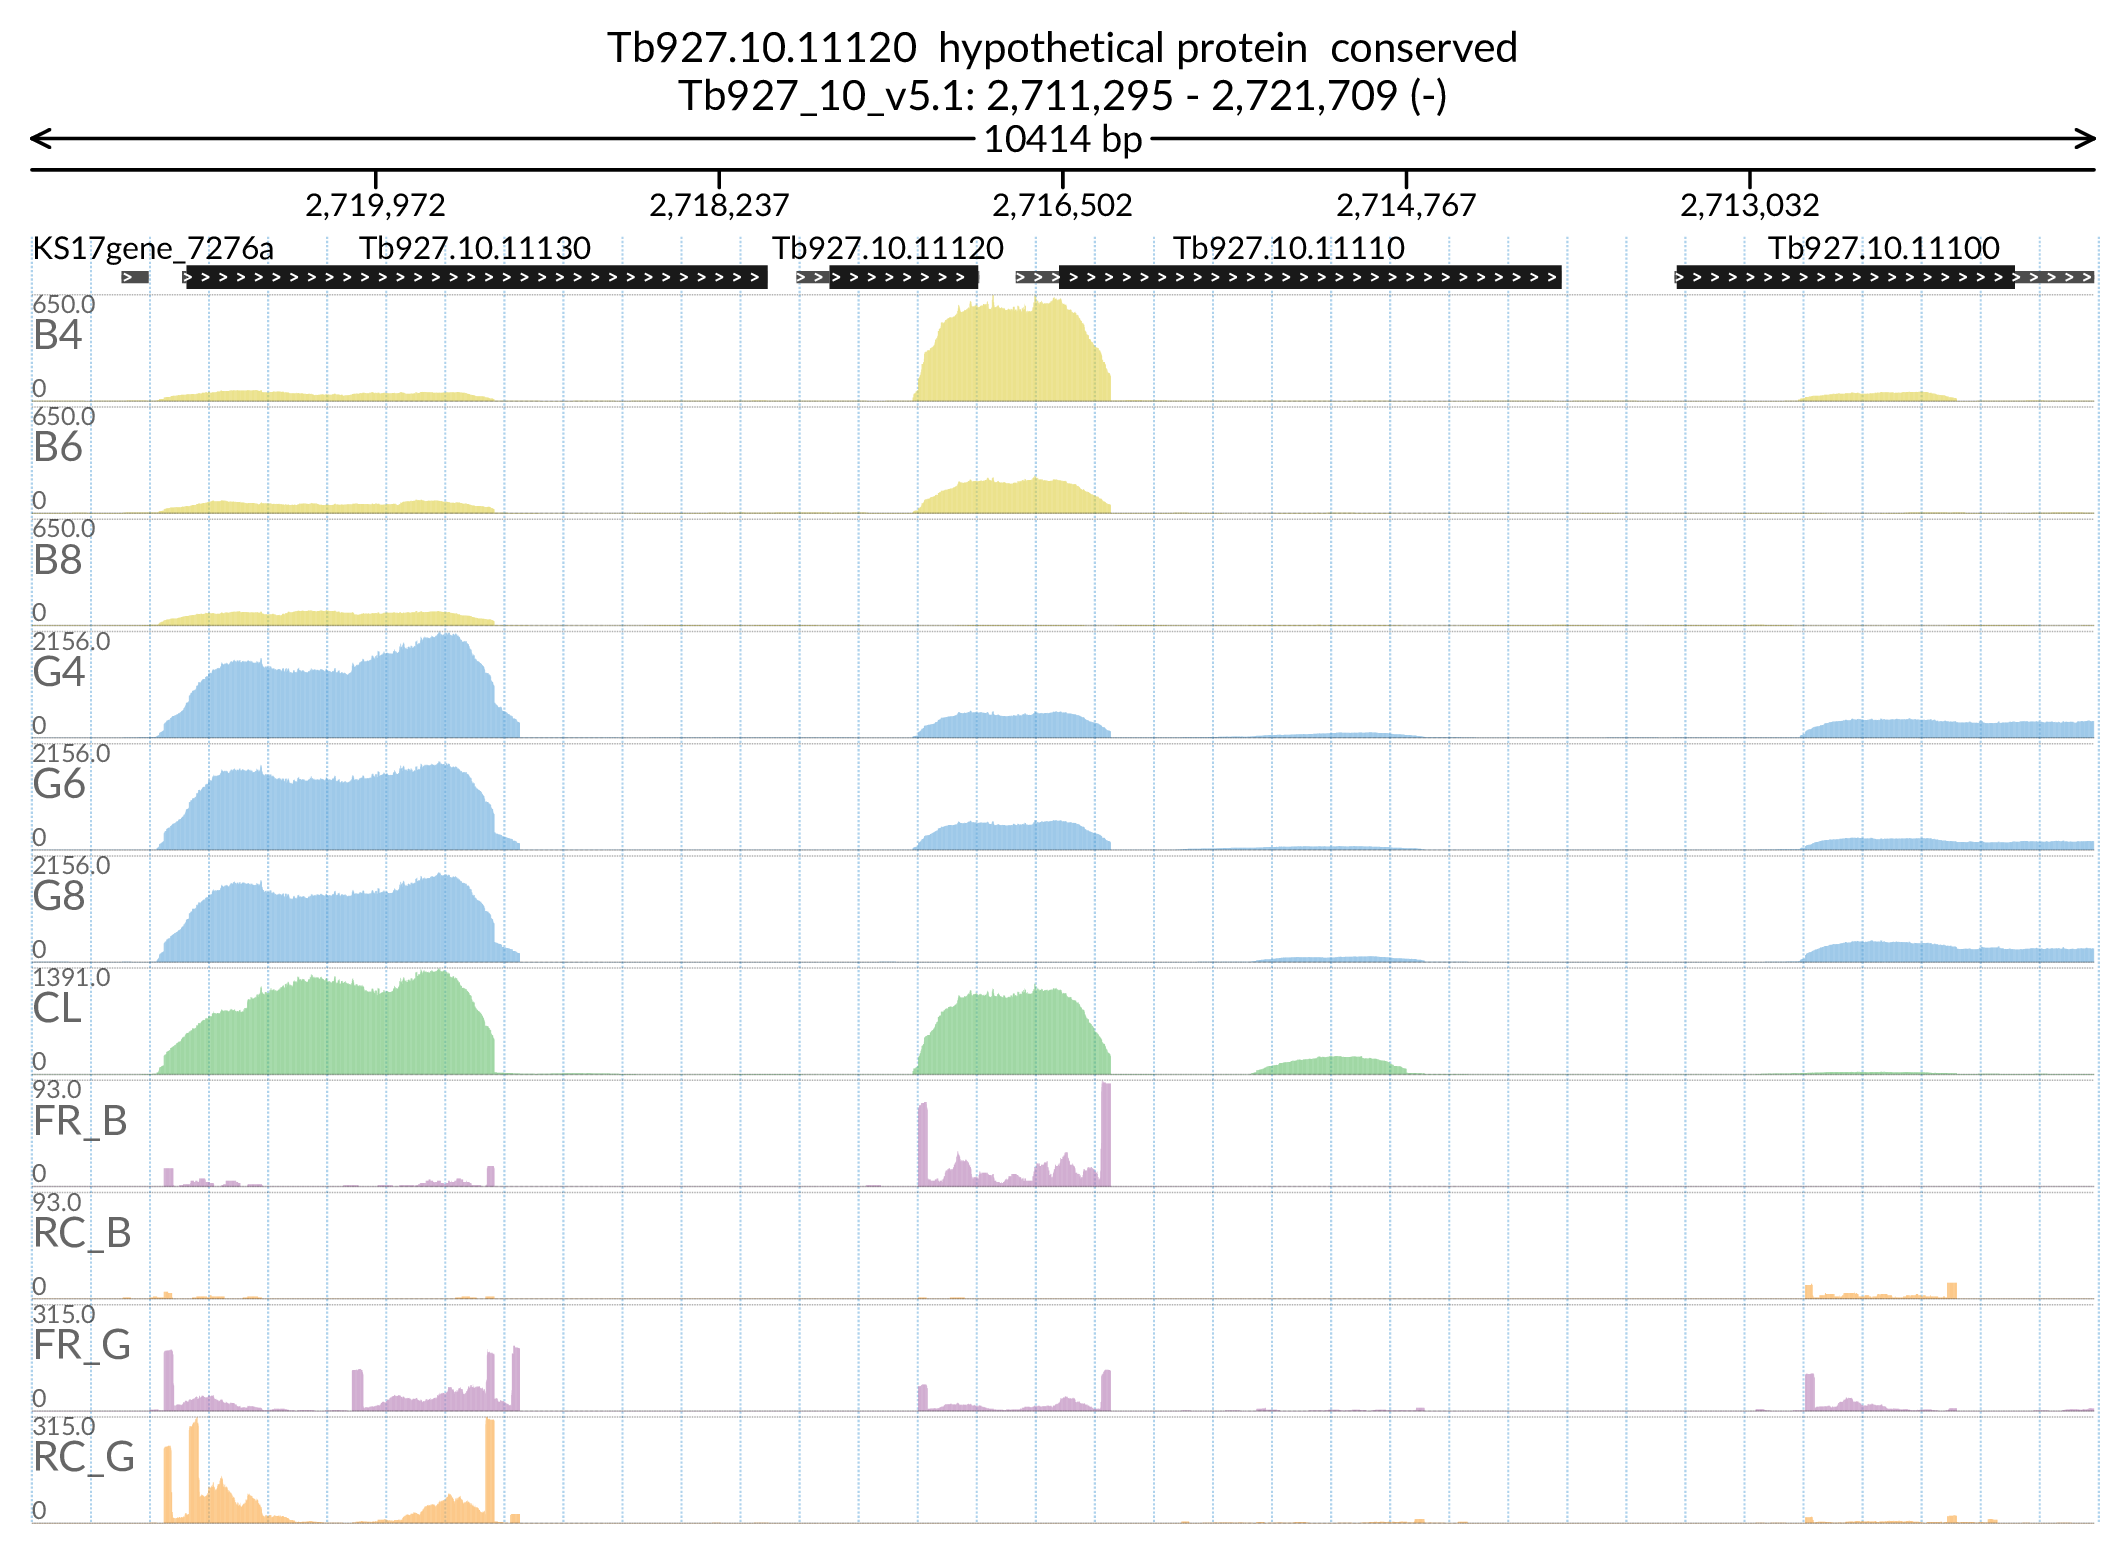 Tb927.10.11120  hypothetical protein  conserved
Tb927_10_v5.1: 2,711,295 - 2,721,709 (-)
10414 bp
2,719,972 2,718,237 2,716,502 2,714,767 2,713,032
KS17gene_7276a Tb927.10.11130 Tb927.10.11120 Tb927.10.11110 Tb927.10.11100
650.0
B4
0
650.0
B6
0
650.0
B8
0
2156.0
G4
0
2156.0
G6
0
2156.0
G8
0
1391.0
CL
0
93.0
FR_B
0
93.0
RC_B
0
315.0
FR_G
0
315.0
RC_G
0